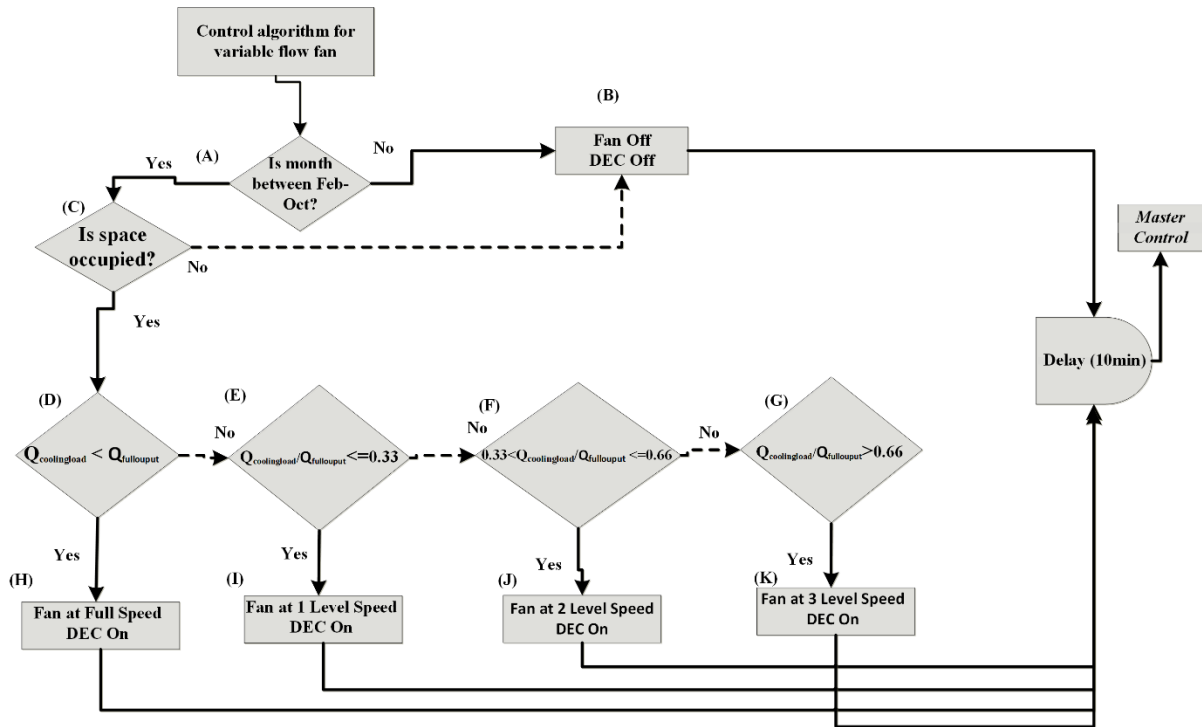 Control algorithm for
variable flow fan
(A)
Is month
between Feb-
Oct?
Yes
No
(B)
Fan Off
DEC Off
(C)
Is space
occupied?
No
Yes
Master
Control
Delay (10min)
(D)
Qcoolingload < Qfullouput
No
(E)
Qcoolingload/Qfullouput<=0.33
(F)
No
0.33<Qcoolingload/Qfullouput <=0.66
(G)
No
Qcoolingload/Qfullouput>0.66
Yes
Yes
Yes
Yes
(H)
Fan at Full Speed
DEC On
(I)
Fan at 1 Level Speed
DEC On
(J)
Fan at 2 Level Speed
DEC On
(K)
Fan at 3 Level Speed
DEC On